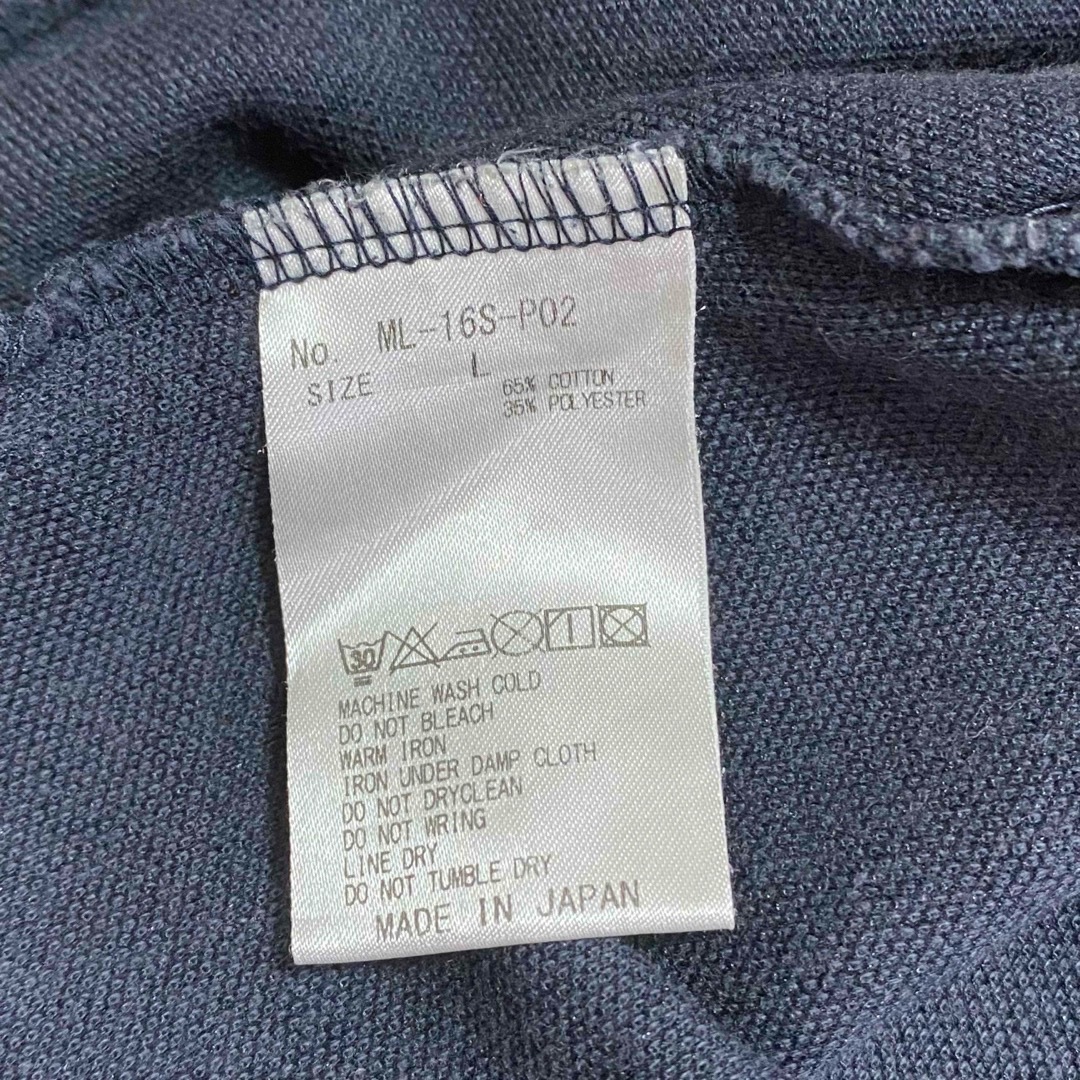 No. ML-16S-P02
SIZE L
65% COTTON
35% POLYESTER
30
MACHINE WASH COLD
DO NOT BLEACH
WARM IRON
IRON UNDER DAMP CLOTH
DO NOT DRYCLEAN
DO NOT WRING
LINE DRY
DO NOT TUMBLE DRY
MADE IN JAPAN